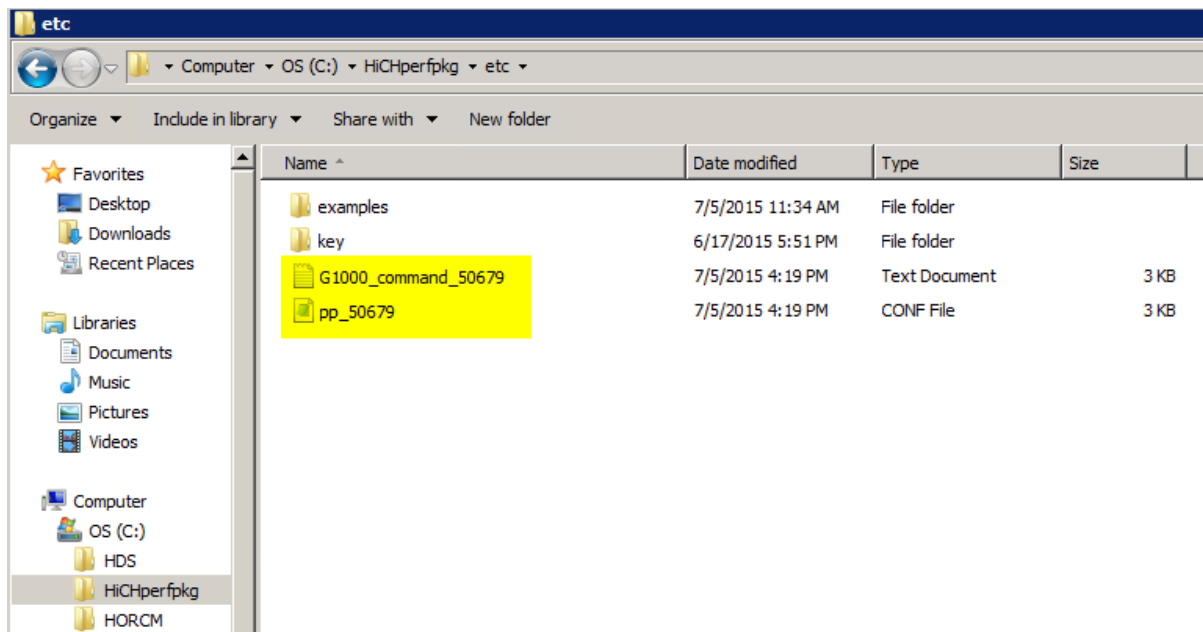 etc
Computer OS (C:) HiCHperfpkg etc
Organize Include in library Share with New folder
Favorites
Desktop
Downloads
Recent Places
Libraries
Documents
Music
Pictures
Videos
Computer
OS (C:)
HDS
HiCHperfpkg
HORCM
Name Date modified Type Size
examples 7/5/2015 11:34 AM File folder
key 6/17/2015 5:51 PM File folder
G1000_command_50679 7/5/2015 4:19 PM Text Document 3 KB
pp_50679 7/5/2015 4:19 PM CONF File 3 KB